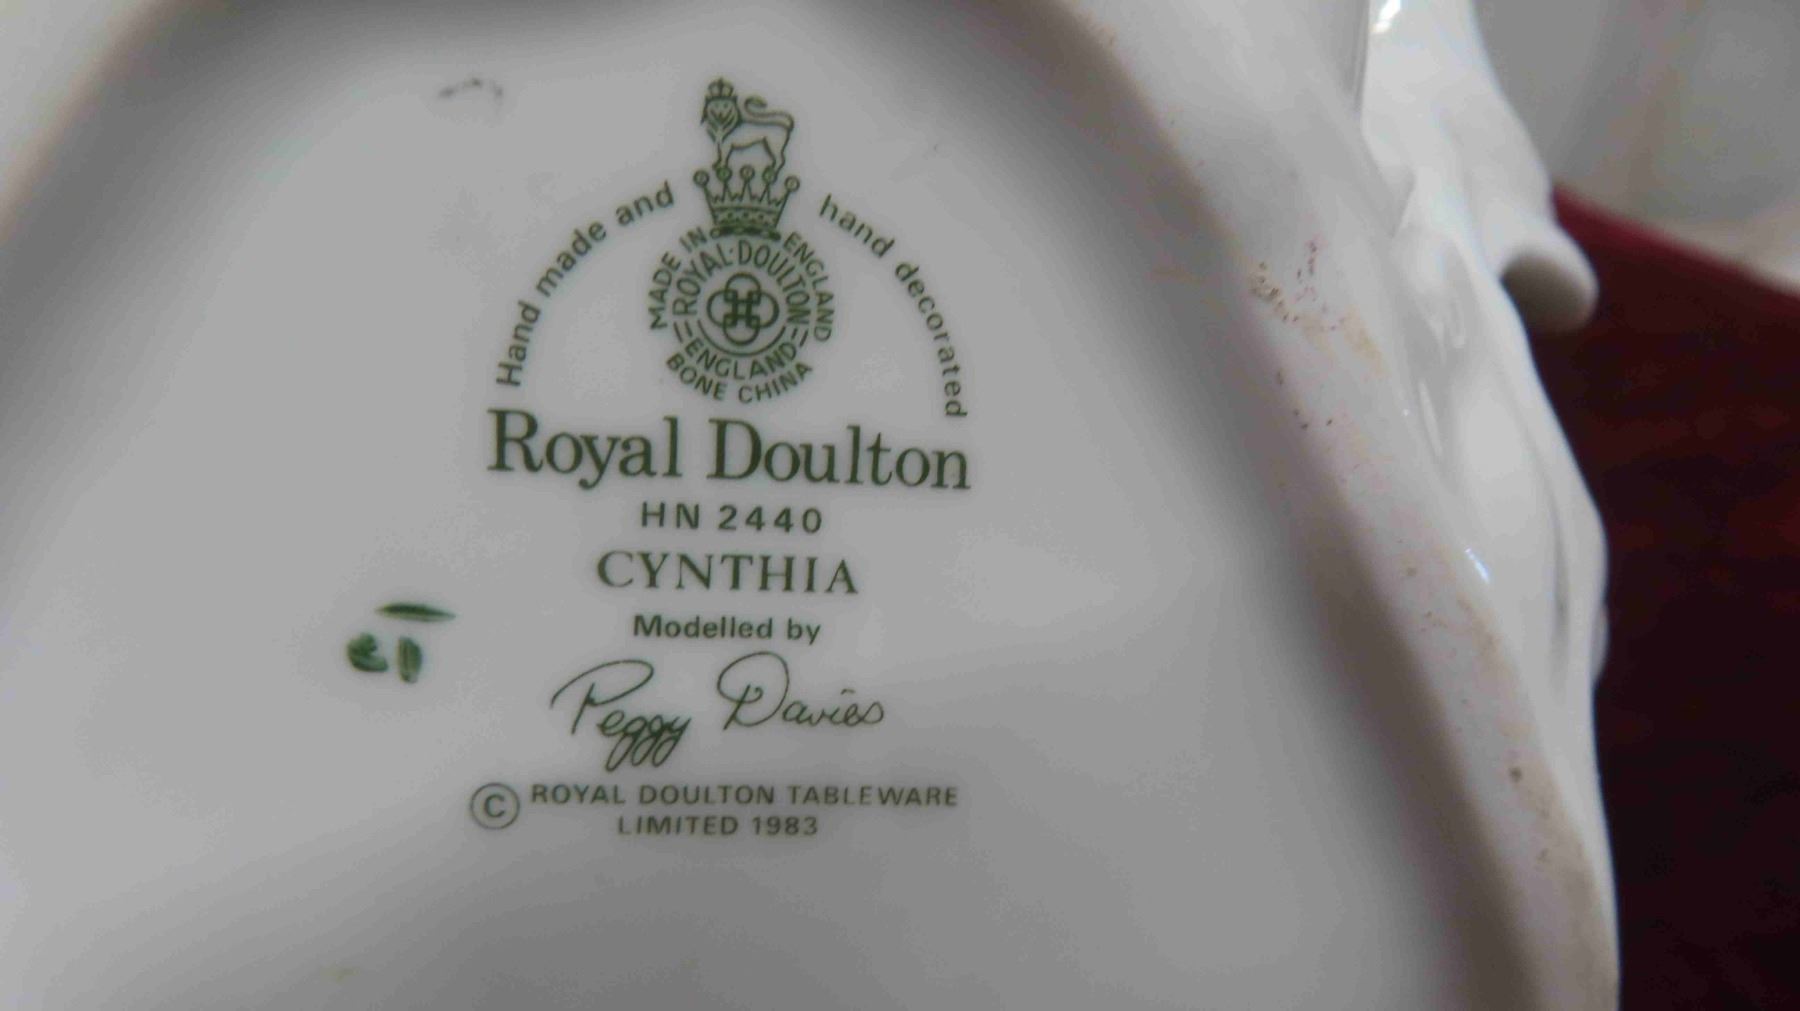 Hand made and hand decorated
MADE IN ENGLAND
ROYAL·DOULTON
ENGLAND
BONE CHINA
Royal Doulton
HN 2440
CYNTHIA
Modelled by
Peggy Davies
© ROYAL DOULTON TABLEWARE
LIMITED 1983